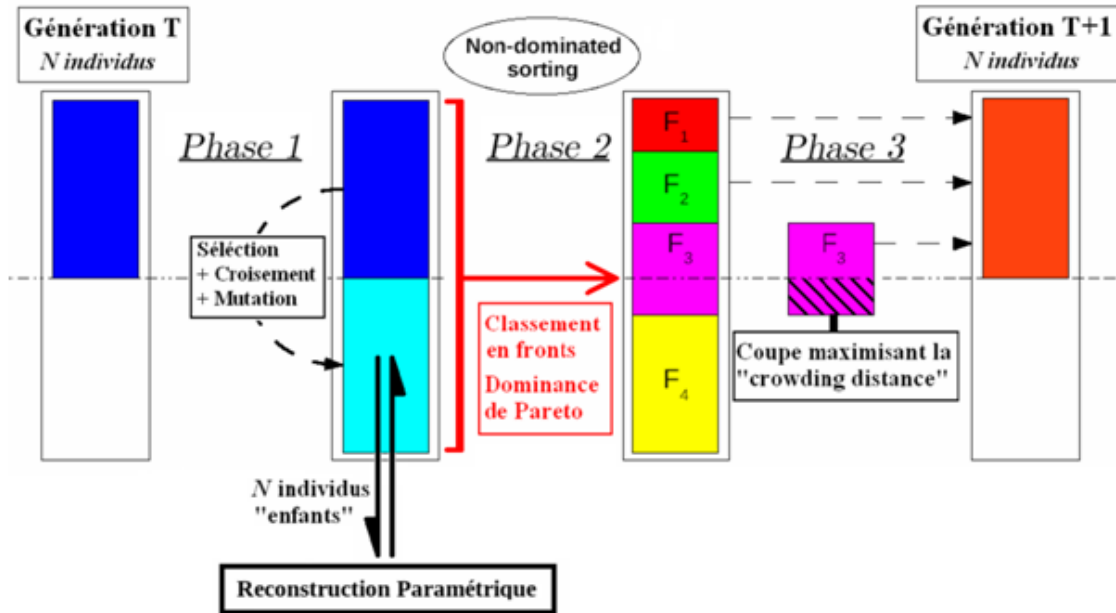 Génération T
N individus
Non-dominated
sorting
Génération T+1
N individus
Phase 1
Phase 2
Phase 3
F1
F2
F3
F4
F3
Séléction
+ Croisement
+ Mutation
Classement
en fronts
Dominance
de Pareto
Coupe maximisant la
"crowding distance"
N individus
"enfants"
Reconstruction Paramétrique